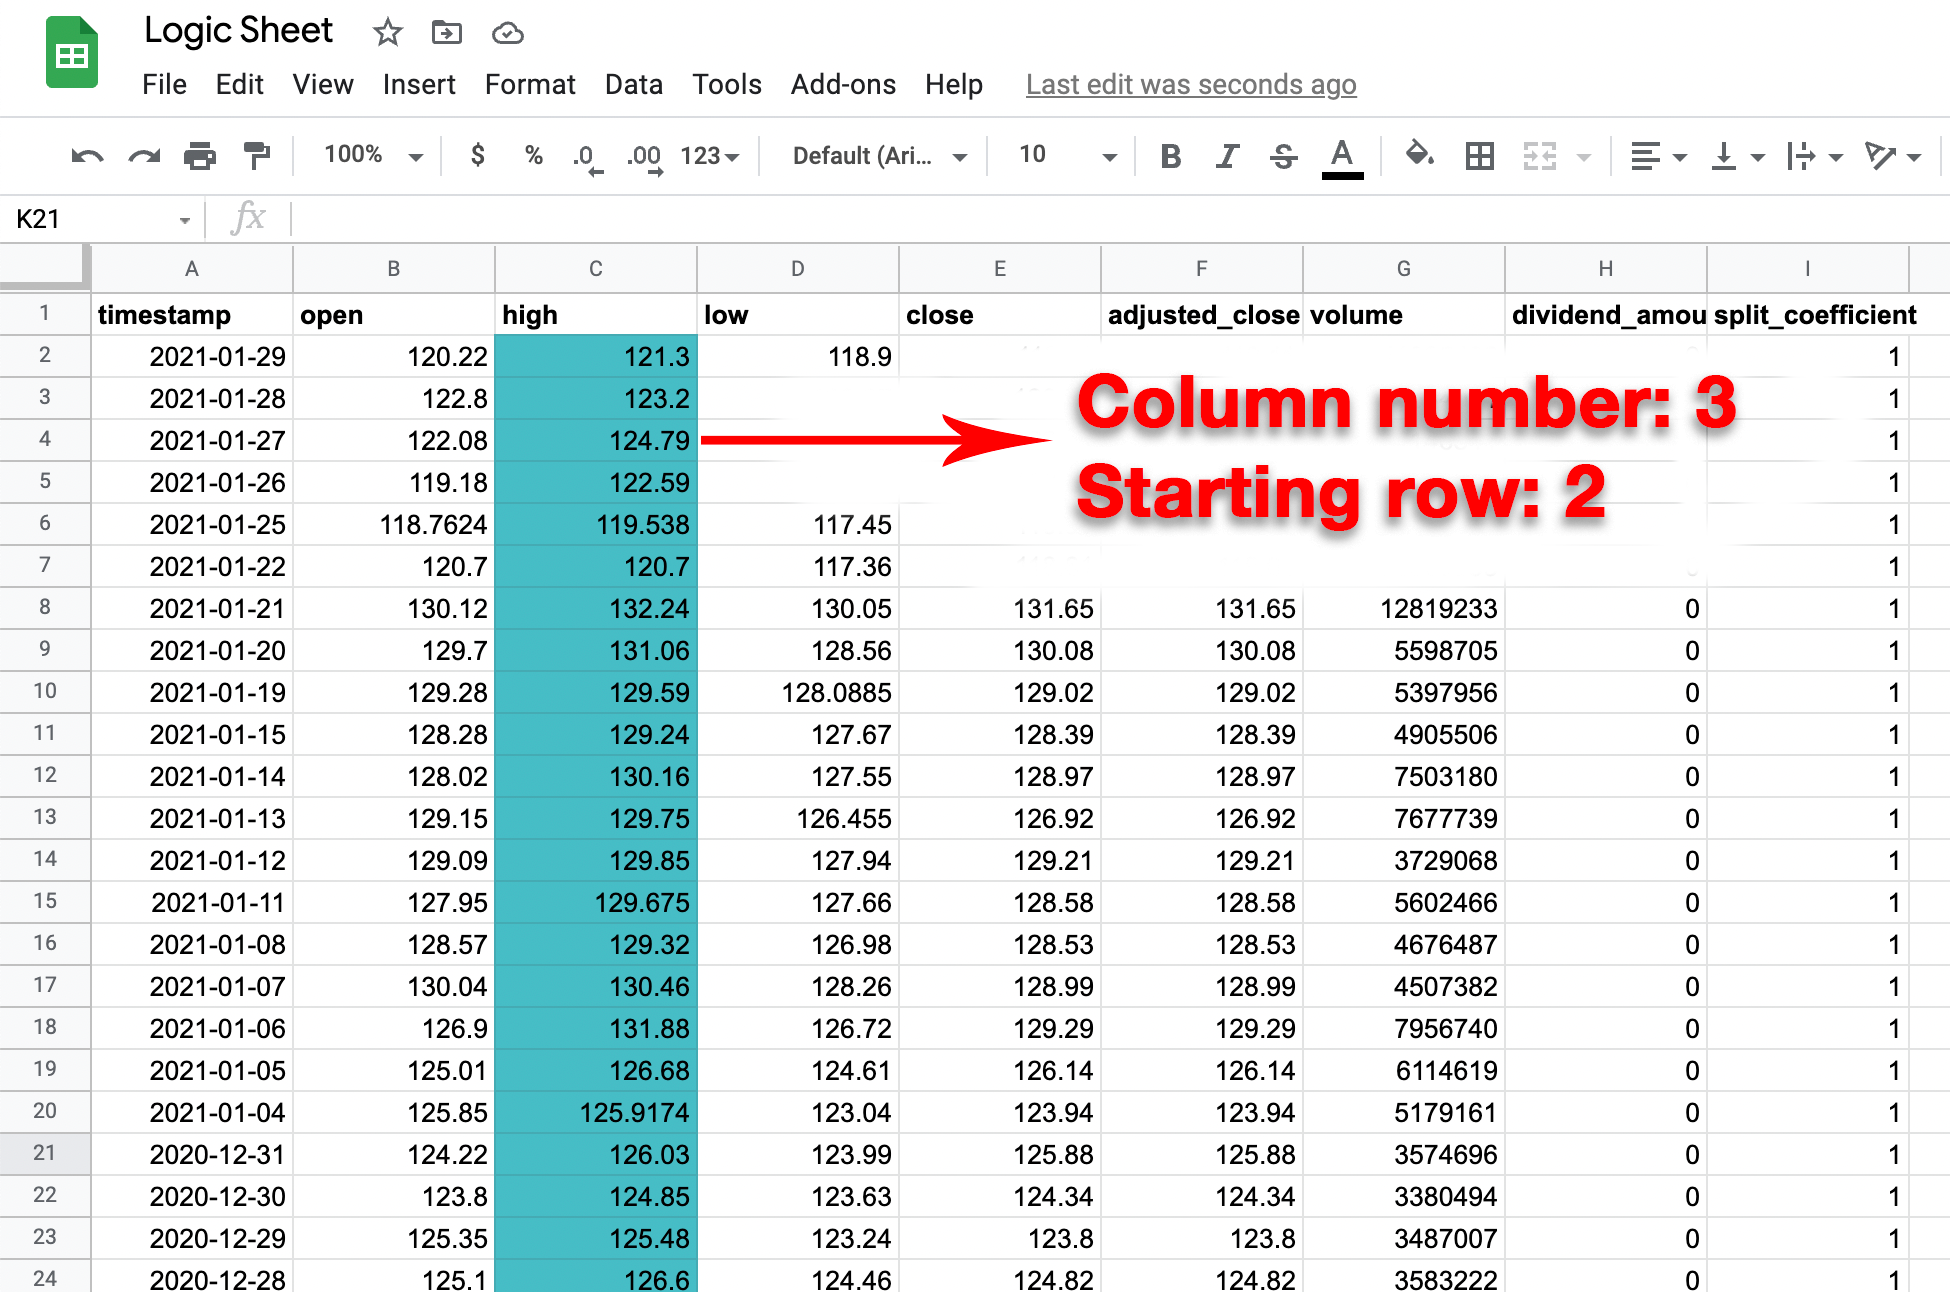 Logic Sheet
File Edit View Insert Format Data Tools Add-ons Help Last edit was seconds ago
100% $ % .0 .00 123 Default (Ari... 10 B I S A
K21 fx
A B C D E F G H I
1 timestamp open high low close adjusted_close volume dividend_amou split_coefficient
2 2021-01-29 120.22 121.3 118.9 1
3 2021-01-28 122.8 123.2 1
Column number: 3
4 2021-01-27 122.08 124.79 1
5 2021-01-26 119.18 122.59 1
Starting row: 2
6 2021-01-25 118.7624 119.538 117.45 1
7 2021-01-22 120.7 120.7 117.36 1
8 2021-01-21 130.12 132.24 130.05 131.65 131.65 12819233 0 1
9 2021-01-20 129.7 131.06 128.56 130.08 130.08 5598705 0 1
10 2021-01-19 129.28 129.59 128.0885 129.02 129.02 5397956 0 1
11 2021-01-15 128.28 129.24 127.67 128.39 128.39 4905506 0 1
12 2021-01-14 128.02 130.16 127.55 128.97 128.97 7503180 0 1
13 2021-01-13 129.15 129.75 126.455 126.92 126.92 7677739 0 1
14 2021-01-12 129.09 129.85 127.94 129.21 129.21 3729068 0 1
15 2021-01-11 127.95 129.675 127.66 128.58 128.58 5602466 0 1
16 2021-01-08 128.57 129.32 126.98 128.53 128.53 4676487 0 1
17 2021-01-07 130.04 130.46 128.26 128.99 128.99 4507382 0 1
18 2021-01-06 126.9 131.88 126.72 129.29 129.29 7956740 0 1
19 2021-01-05 125.01 126.68 124.61 126.14 126.14 6114619 0 1
20 2021-01-04 125.85 125.9174 123.04 123.94 123.94 5179161 0 1
21 2020-12-31 124.22 126.03 123.99 125.88 125.88 3574696 0 1
22 2020-12-30 123.8 124.85 123.63 124.34 124.34 3380494 0 1
23 2020-12-29 125.35 125.48 123.24 123.8 123.8 3487007 0 1
24 2020-12-28 125.1 126.6 124.46 124.82 124.82 3583222 0 1